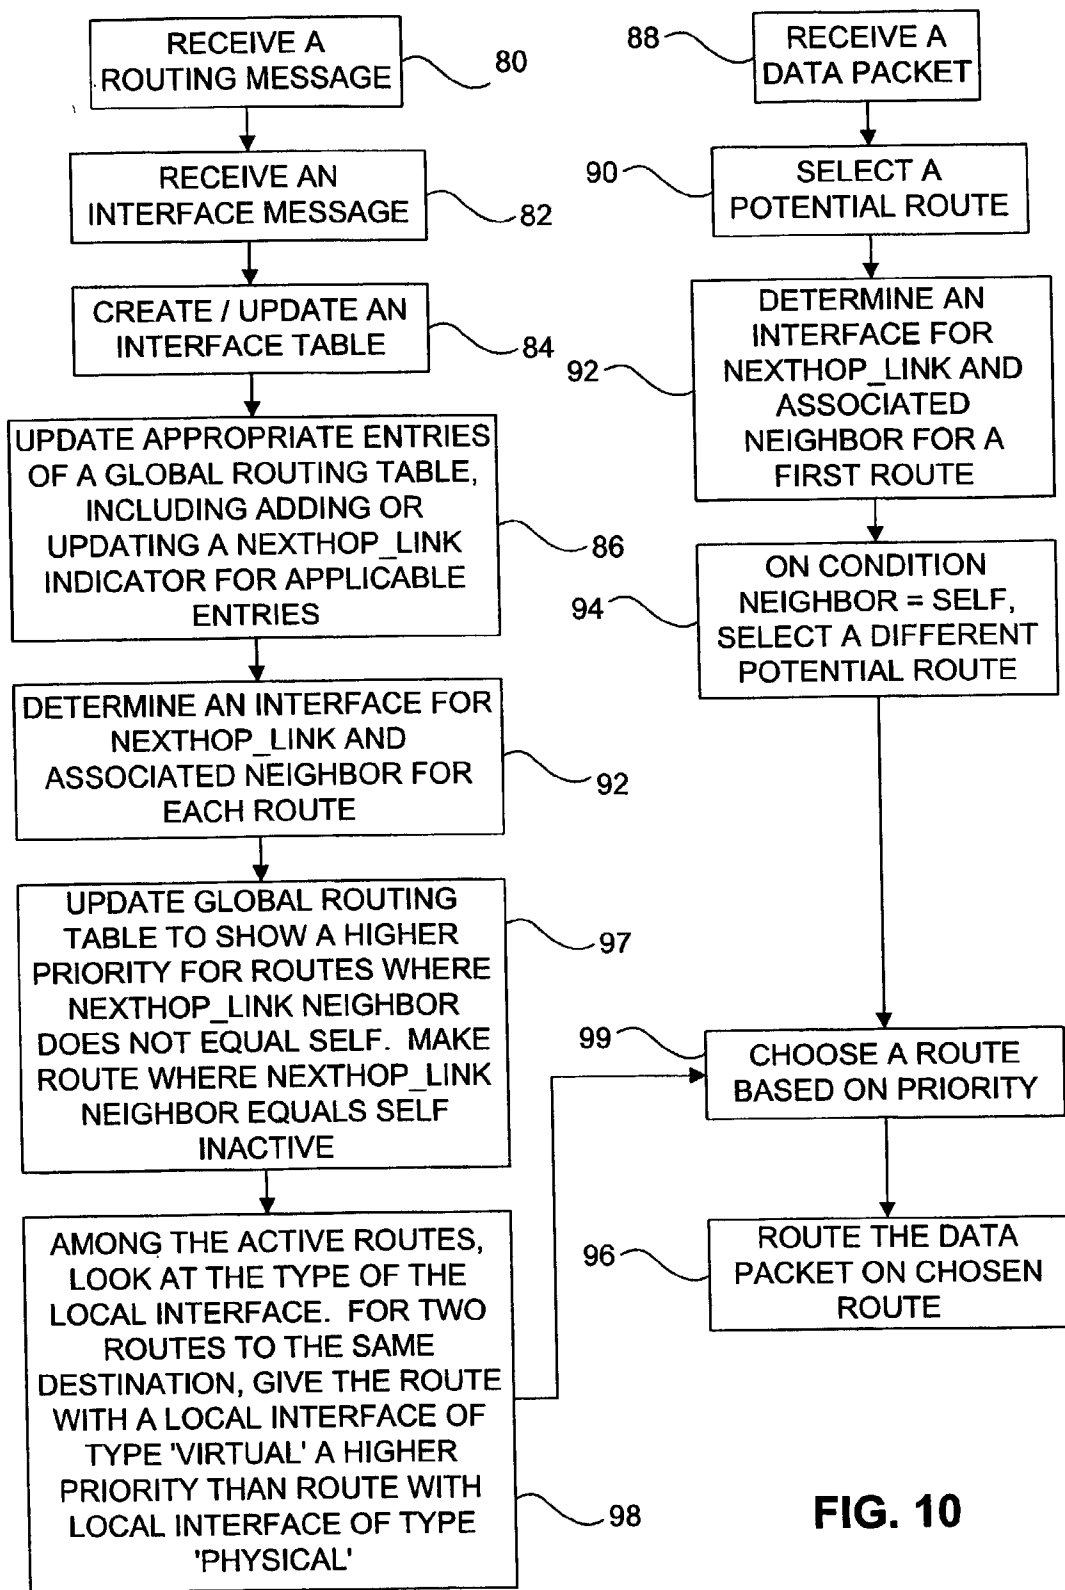 RECEIVE A
ROUTING MESSAGE
80
RECEIVE AN
INTERFACE MESSAGE
82
CREATE / UPDATE AN
INTERFACE TABLE
84
UPDATE APPROPRIATE ENTRIES
OF A GLOBAL ROUTING TABLE,
INCLUDING ADDING OR
UPDATING A NEXTHOP_LINK
INDICATOR FOR APPLICABLE
ENTRIES
86
DETERMINE AN INTERFACE FOR
NEXTHOP_LINK AND
ASSOCIATED NEIGHBOR FOR
EACH ROUTE
92
UPDATE GLOBAL ROUTING
TABLE TO SHOW A HIGHER
PRIORITY FOR ROUTES WHERE
NEXTHOP_LINK NEIGHBOR
DOES NOT EQUAL SELF. MAKE
ROUTE WHERE NEXTHOP_LINK
NEIGHBOR EQUALS SELF
INACTIVE
97
AMONG THE ACTIVE ROUTES,
LOOK AT THE TYPE OF THE
LOCAL INTERFACE. FOR TWO
ROUTES TO THE SAME
DESTINATION, GIVE THE ROUTE
WITH A LOCAL INTERFACE OF
TYPE 'VIRTUAL' A HIGHER
PRIORITY THAN ROUTE WITH
LOCAL INTERFACE OF TYPE
'PHYSICAL'
98
88
RECEIVE A
DATA PACKET
90
SELECT A
POTENTIAL ROUTE
92
DETERMINE AN
INTERFACE FOR
NEXTHOP_LINK AND
ASSOCIATED
NEIGHBOR FOR A
FIRST ROUTE
94
ON CONDITION
NEIGHBOR = SELF,
SELECT A DIFFERENT
POTENTIAL ROUTE
99
CHOOSE A ROUTE
BASED ON PRIORITY
96
ROUTE THE DATA
PACKET ON CHOSEN
ROUTE
FIG. 10